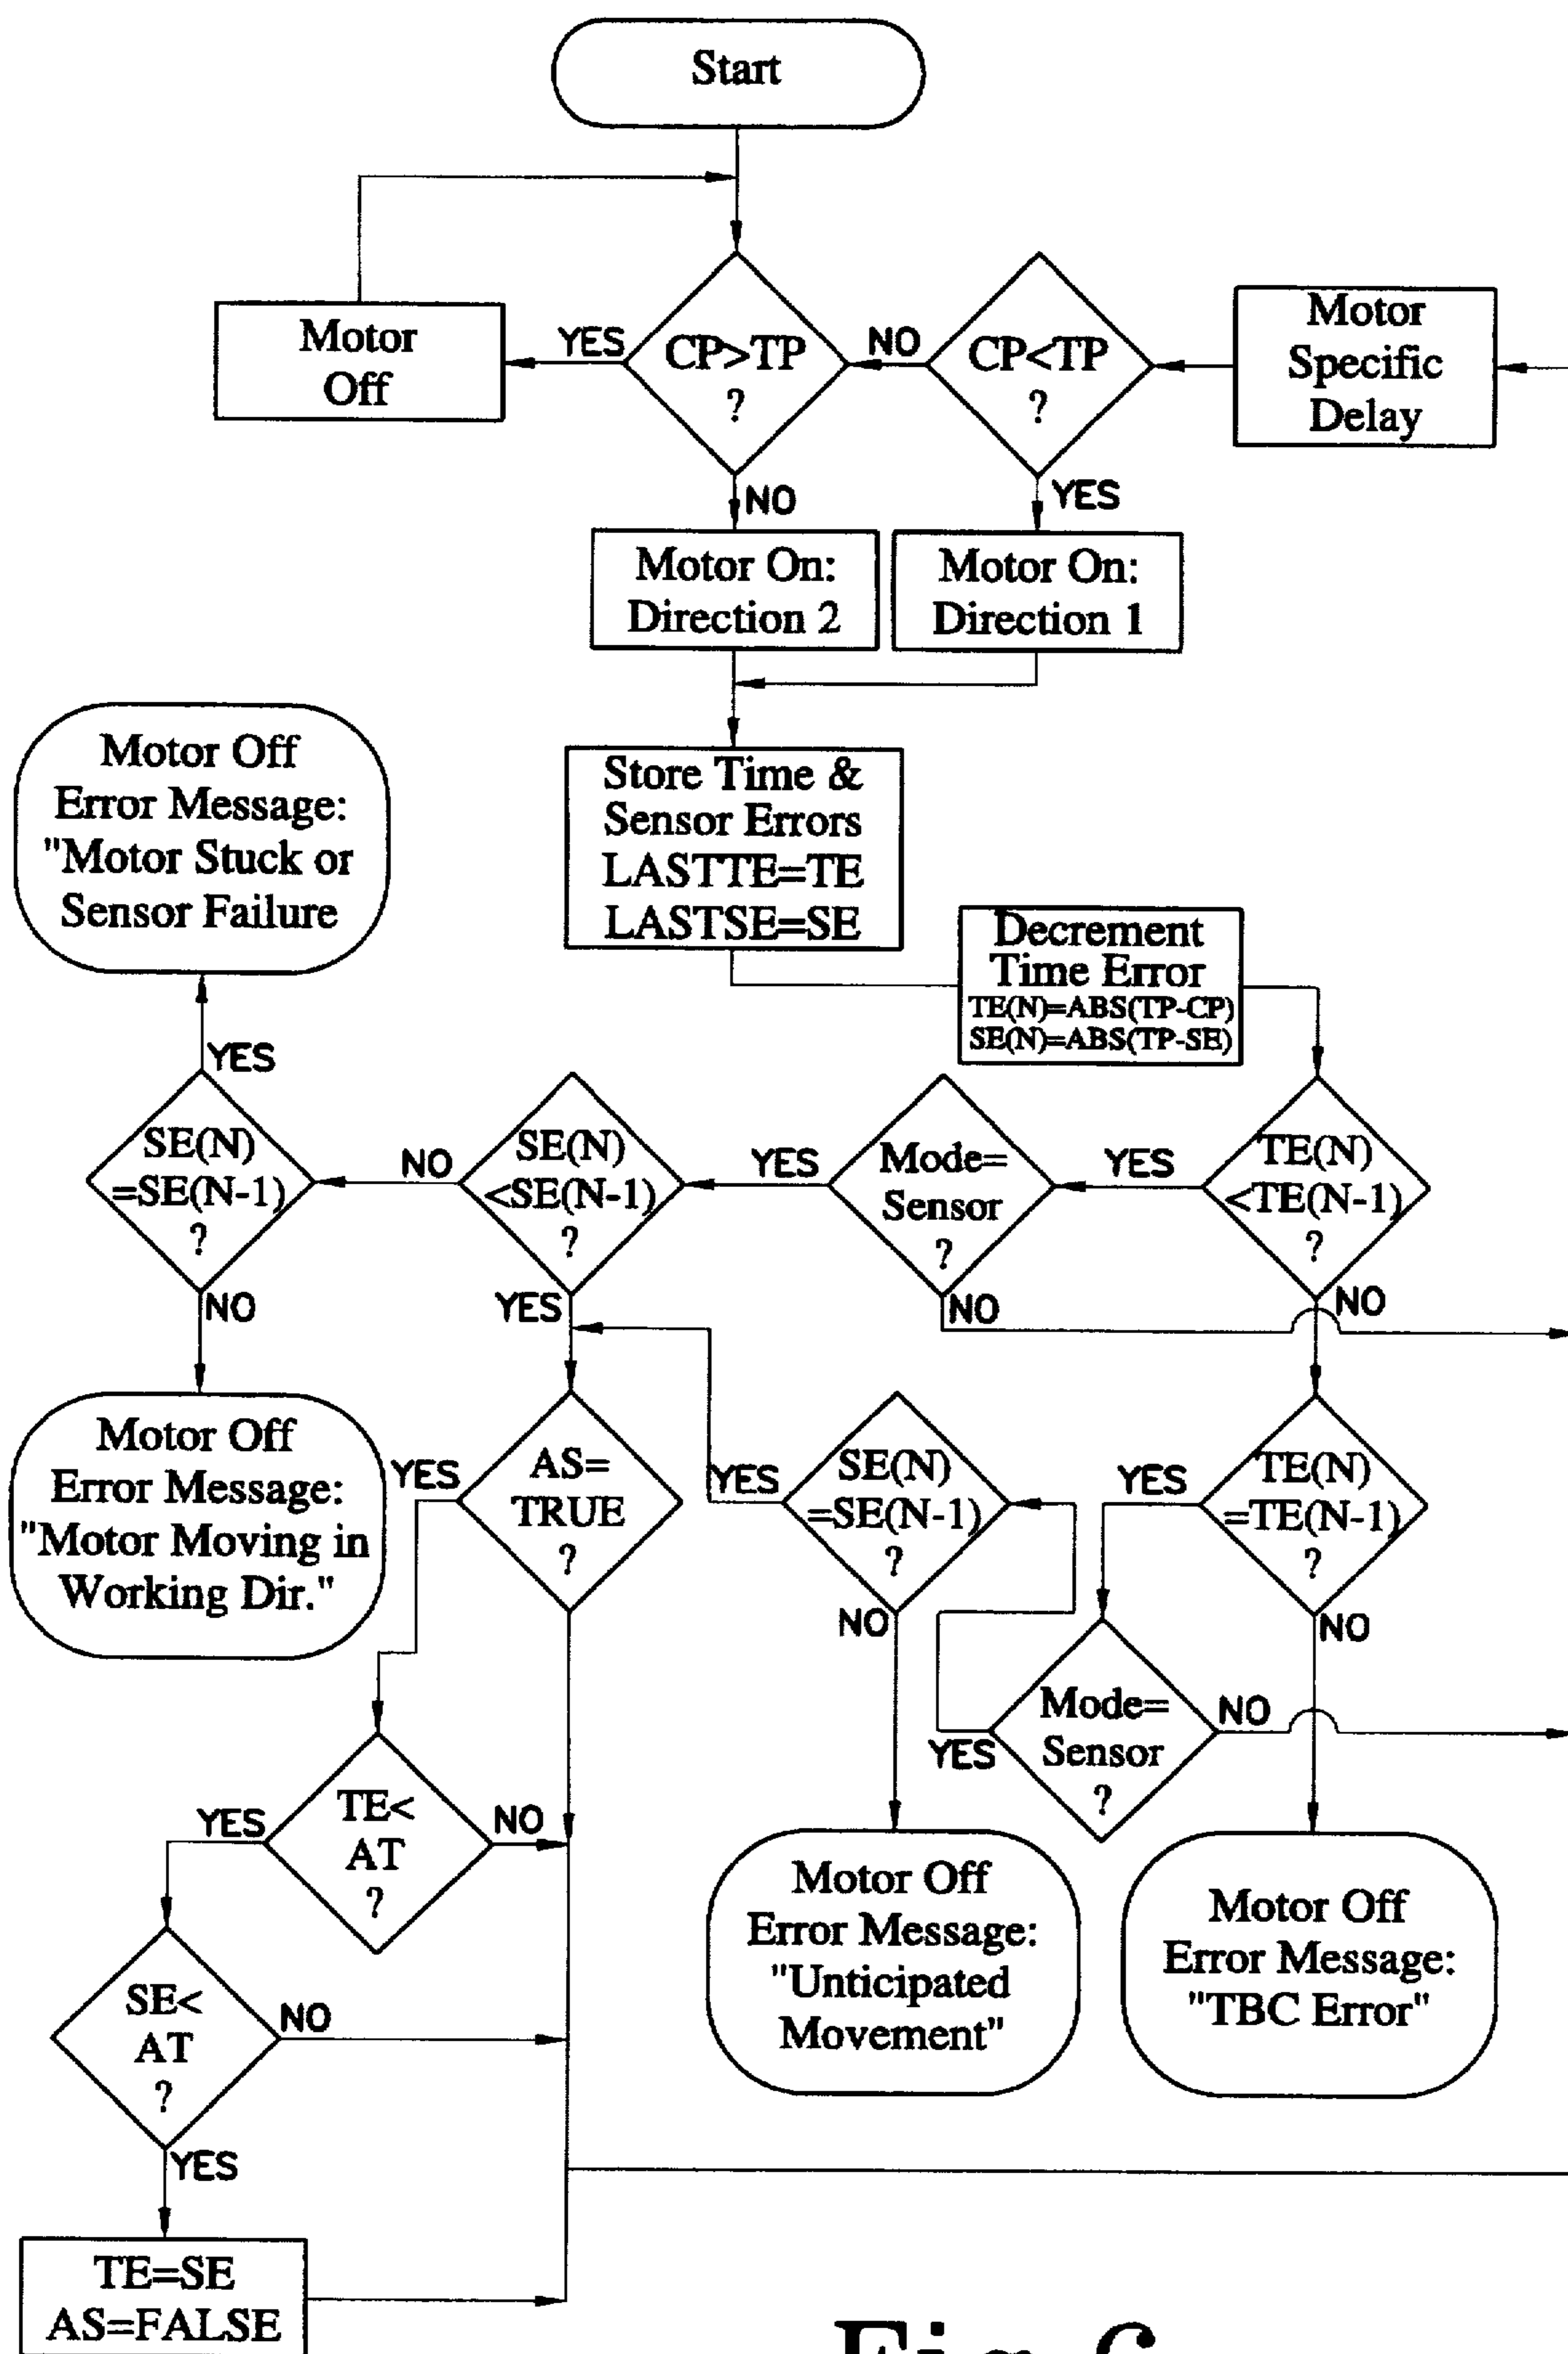 Start
Motor
Off
YES
CP>TP
?
NO
CP<TP
?
Motor
Specific
Delay
NO
YES
Motor On:
Direction 2
Motor On:
Direction 1
Motor Off
Error Message:
"Motor Stuck or
Sensor Failure
Store Time &
Sensor Errors
LASTTE=TE
LASTSE=SE
Decrement
Time Error
TE(N)=ABS(TP-CP)
SE(N)=ABS(TP-SE)
YES
SE(N)
=SE(N-1)
?
NO
SE(N)
<SE(N-1)
?
YES
Mode=
Sensor
?
YES
TE(N)
<TE(N-1)
?
NO
YES
NO
NO
Motor Off
Error Message:
"Motor Moving in
Working Dir."
YES
AS=
TRUE
?
YES
SE(N)
=SE(N-1)
?
YES
TE(N)
=TE(N-1)
?
NO
NO
Mode=
Sensor
?
YES
NO
YES
TE<
AT
?
NO
Motor Off
Error Message:
"Unticipated
Movement"
Motor Off
Error Message:
"TBC Error"
SE<
AT
?
NO
YES
TE=SE
AS=FALSE
Fig. 6